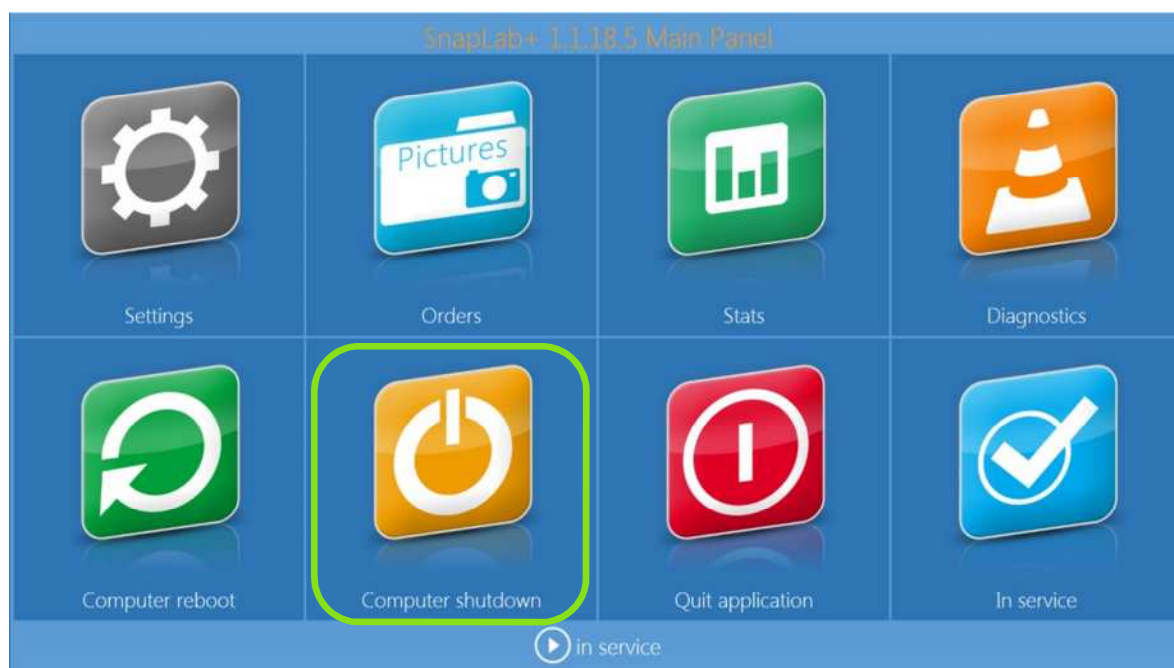 SnapLab+ 1.1.18.5 Main Panel
Pictures
Settings
Orders
Stats
Diagnostics
Computer reboot
Computer shutdown
Quit application
In service
in service